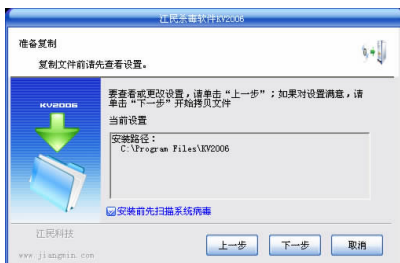 江民杀毒软件KV2006
准备复制
复制文件前请先查看设置。
KV2006
要查看或更改设置，请单击“上一步”；如果对设置满意，请
单击“下一步”开始拷贝文件
当前设置
安装路径：
C:\Program Files\KV2006
安装前先扫描系统病毒
江民科技
www.jiangmin.com
上一步
下一步
取消